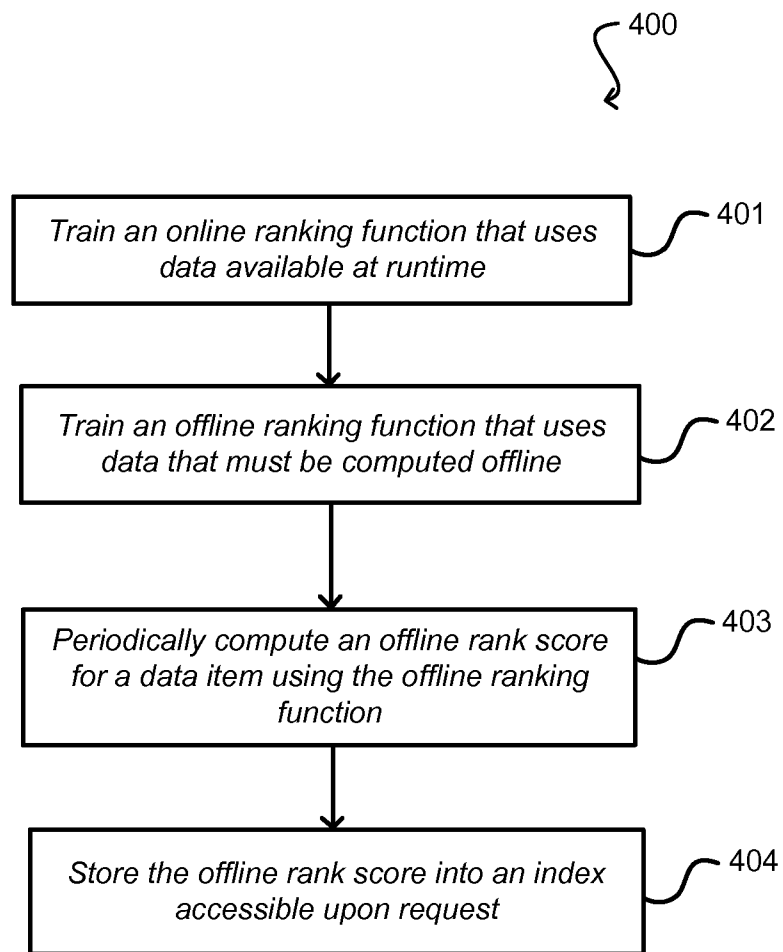 400
Train an online ranking function that uses
data available at runtime
401
Train an offline ranking function that uses
data that must be computed offline
402
Periodically compute an offline rank score
for a data item using the offline ranking
function
403
Store the offline rank score into an index
accessible upon request
404